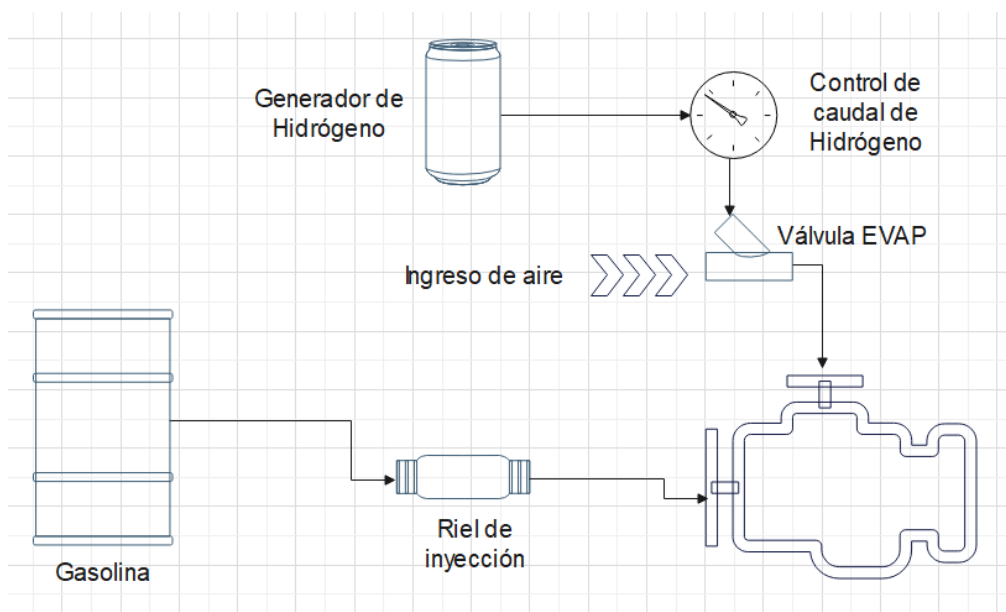 Generador de
Hidrógeno
Control de
caudal de
Hidrógeno
Válvula EVAP
Ingreso de aire
Riel de
inyección
Gasolina